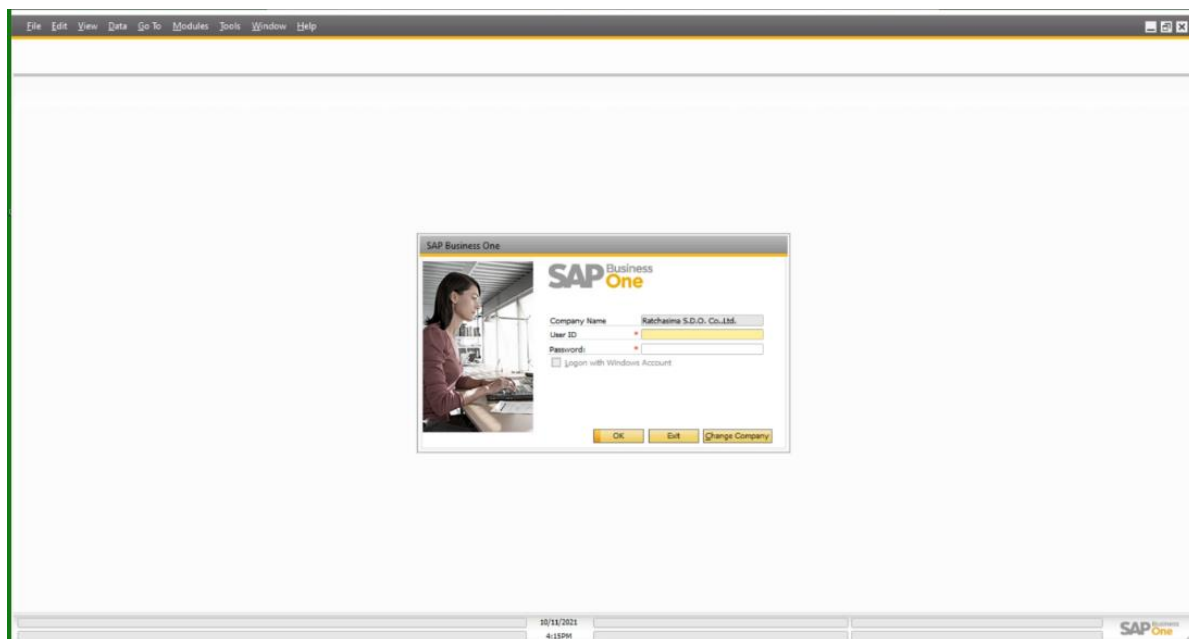 File Edit View Data Go To Modules Tools Window Help
SAP Business One
SAP Business One
Company Name Ratchasima S.D.O. Co.,Ltd.
User ID *
Password: *
Logon with Windows Account
OK Exit Change Company
10/11/2021
4:15PM
SAP Business One